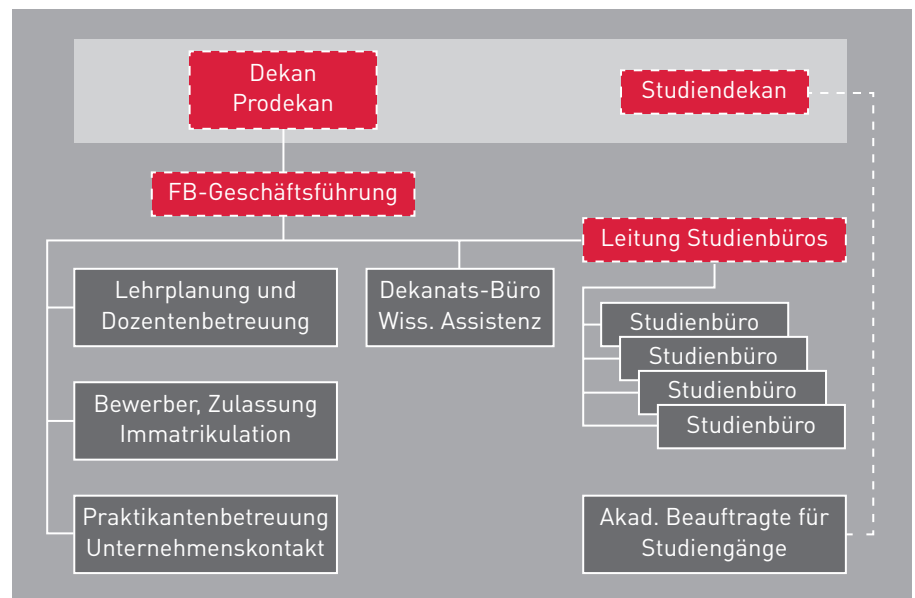 Dekan
Prodekan
Studiendekan
FB-Geschäftsführung
Leitung Studienbüros
Lehrplanung und
Dozentenbetreuung
Dekanats-Büro
Wiss. Assistenz
Studienbüro
Studienbüro
Studienbüro
Studienbüro
Bewerber, Zulassung
Immatrikulation
Praktikantenbetreuung
Unternehmenskontakt
Akad. Beauftragte für
Studiengänge